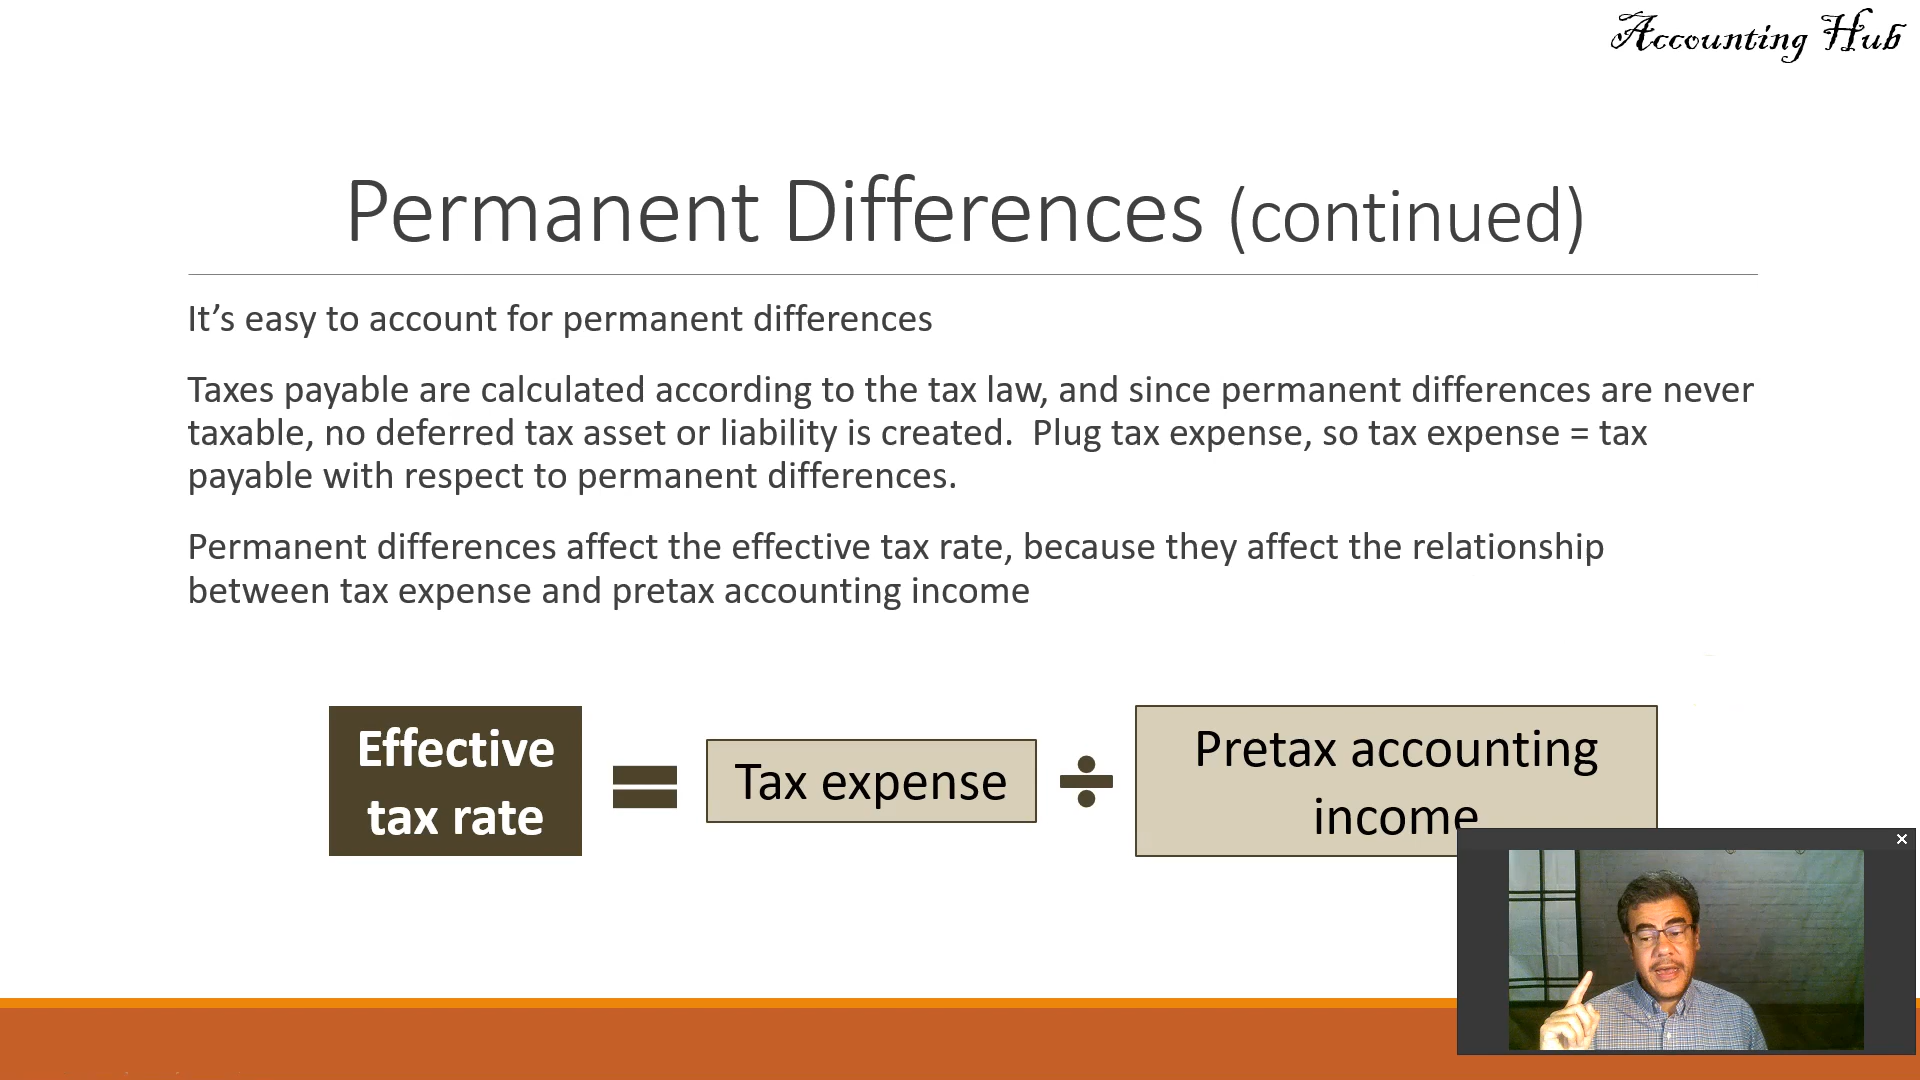 Accounting Hub
Permanent Differences (continued)
It’s easy to account for permanent differences
Taxes payable are calculated according to the tax law, and since permanent differences are never
taxable, no deferred tax asset or liability is created.  Plug tax expense, so tax expense = tax
payable with respect to permanent differences.
Permanent differences affect the effective tax rate, because they affect the relationship
between tax expense and pretax accounting income
Effective
tax rate
=
Tax expense
÷
Pretax accounting
income